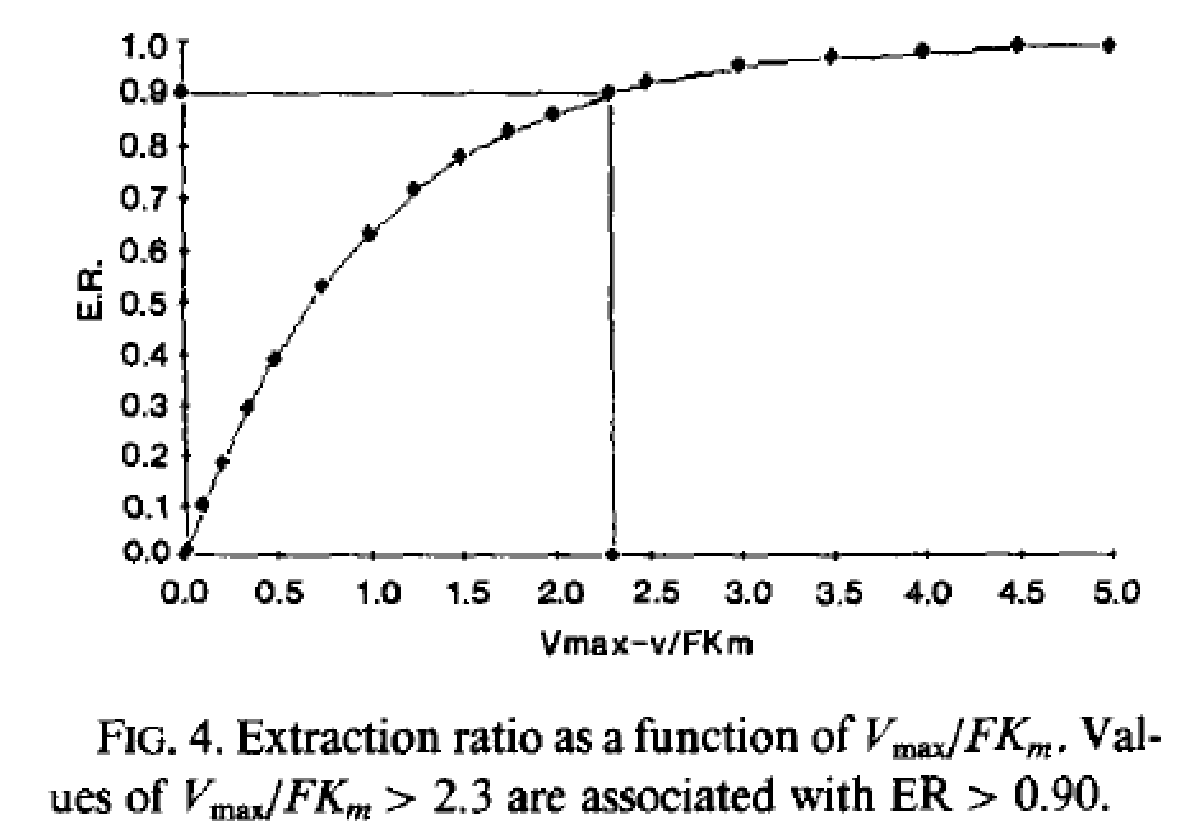 1.0
0.9
0.8
0.7
0.6
0.5
0.4
0.3
0.2
0.1
0.0
E.R.
0.0 0.5 1.0 1.5 2.0 2.5 3.0 3.5 4.0 4.5 5.0
Vmax-v/FKm
FIG. 4. Extraction ratio as a function of Vmax/FKm. Val-
ues of Vmax/FKm > 2.3 are associated with ER > 0.90.